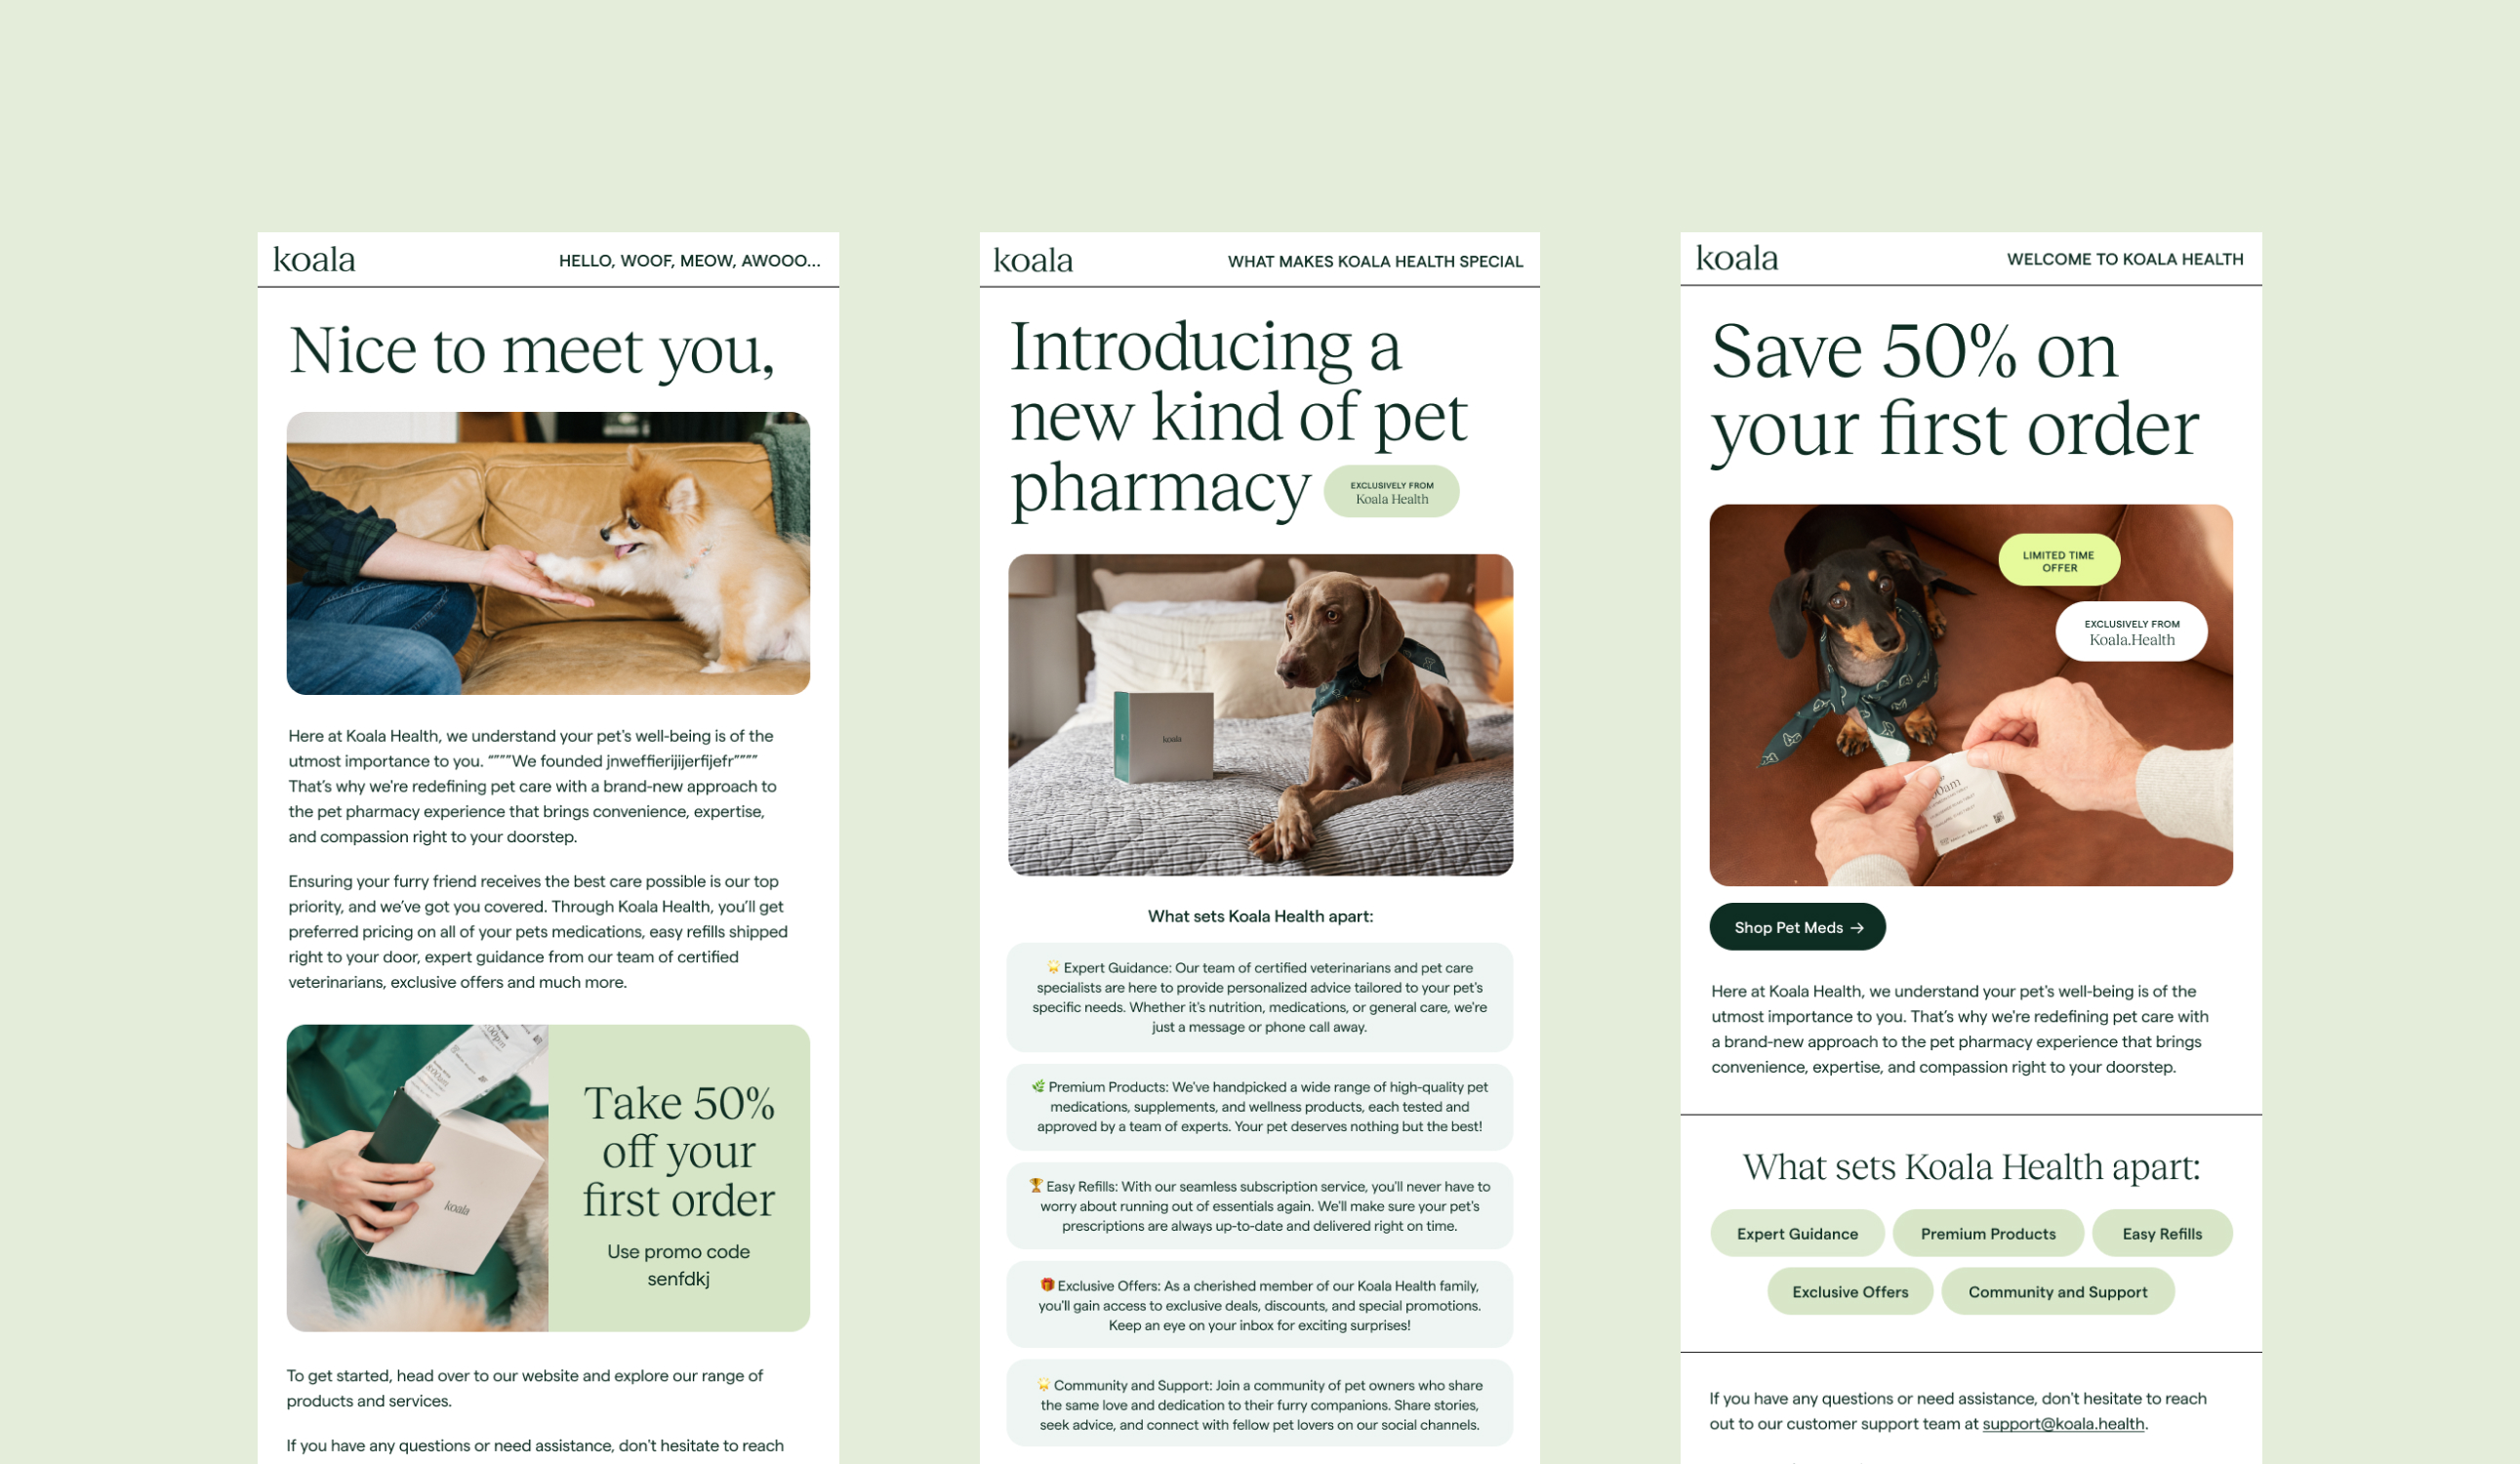 koala
HELLO, WOOF, MEOW, AWOOO...
Nice to meet you,
Here at Koala Health, we understand your pet's well-being is of the
utmost importance to you. “”””We founded jnweffierijijerfijefr””””
That’s why we're redefining pet care with a brand-new approach to
the pet pharmacy experience that brings convenience, expertise,
and compassion right to your doorstep.
Ensuring your furry friend receives the best care possible is our top
priority, and we’ve got you covered. Through Koala Health, you’ll get
preferred pricing on all of your pets medications, easy refills shipped
right to your door, expert guidance from our team of certified
veterinarians, exclusive offers and much more.
koala
Take 50%
off your
first order
Use promo code
senfdkj
To get started, head over to our website and explore our range of
products and services.
If you have any questions or need assistance, don't hesitate to reach
koala
WHAT MAKES KOALA HEALTH SPECIAL
Introducing a
new kind of pet
pharmacy
EXCLUSIVELY FROM
Koala Health
koala
What sets Koala Health apart:
🌟 Expert Guidance: Our team of certified veterinarians and pet care
specialists are here to provide personalized advice tailored to your pet's
specific needs. Whether it's nutrition, medications, or general care, we're
just a message or phone call away.
🌿 Premium Products: We've handpicked a wide range of high-quality pet
medications, supplements, and wellness products, each tested and
approved by a team of experts. Your pet deserves nothing but the best!
🏆 Easy Refills: With our seamless subscription service, you'll never have to
worry about running out of essentials again. We'll make sure your pet's
prescriptions are always up-to-date and delivered right on time.
🎁 Exclusive Offers: As a cherished member of our Koala Health family,
you'll gain access to exclusive deals, discounts, and special promotions.
Keep an eye on your inbox for exciting surprises!
🌟 Community and Support: Join a community of pet owners who share
the same love and dedication to their furry companions. Share stories,
seek advice, and connect with fellow pet lovers on our social channels.
koala
WELCOME TO KOALA HEALTH
Save 50% on
your first order
LIMITED TIME
OFFER
EXCLUSIVELY FROM
Koala.Health
Shop Pet Meds →
Here at Koala Health, we understand your pet's well-being is of the
utmost importance to you. That’s why we're redefining pet care with
a brand-new approach to the pet pharmacy experience that brings
convenience, expertise, and compassion right to your doorstep.
What sets Koala Health apart:
Expert Guidance
Premium Products
Easy Refills
Exclusive Offers
Community and Support
If you have any questions or need assistance, don't hesitate to reach
out to our customer support team at support@koala.health.